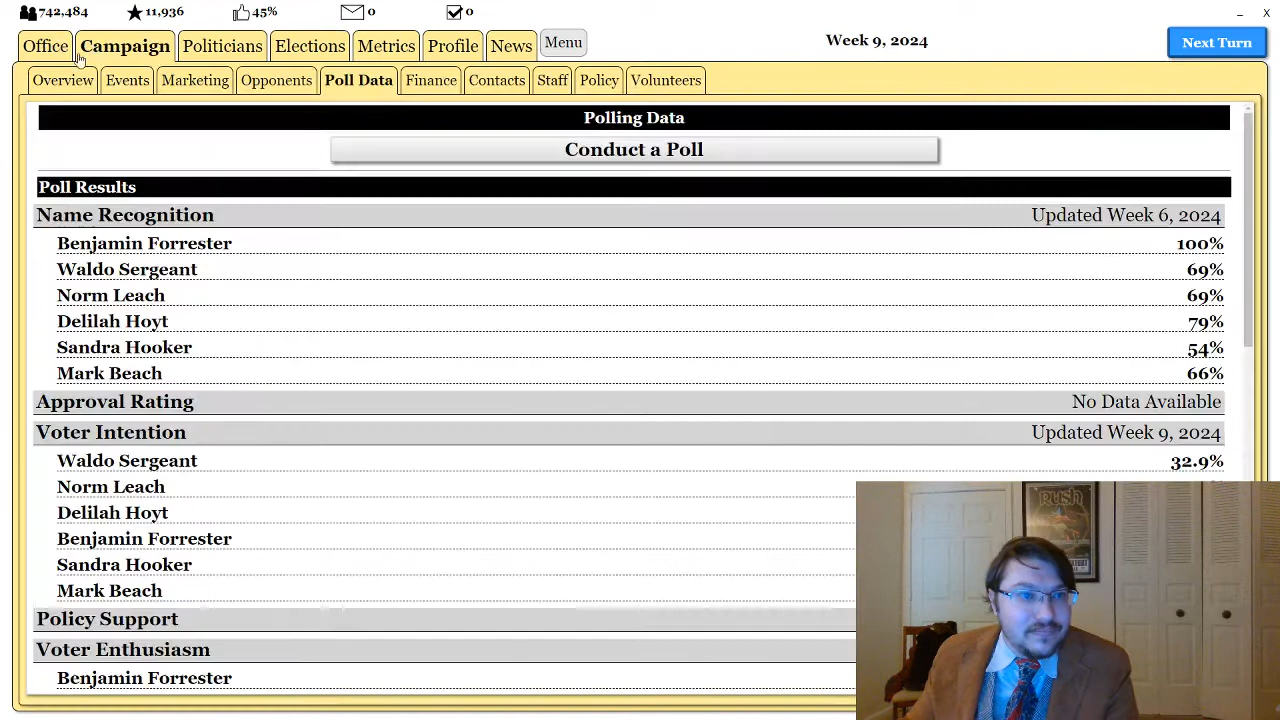 742,484 11,936 45% 0 0 _ X
Office Campaign Politicians Elections Metrics Profile News Menu Week 9, 2024 Next Turn
Overview Events Marketing Opponents Poll Data Finance Contacts Staff Policy Volunteers
Polling Data
Conduct a Poll
Poll Results
Name Recognition Updated Week 6, 2024
Benjamin Forrester 100%
Waldo Sergeant 69%
Norm Leach 69%
Delilah Hoyt 79%
Sandra Hooker 54%
Mark Beach 66%
Approval Rating No Data Available
Voter Intention Updated Week 9, 2024
Waldo Sergeant 32.9%
Norm Leach
Delilah Hoyt
Benjamin Forrester
Sandra Hooker
Mark Beach
Policy Support
Voter Enthusiasm
Benjamin Forrester
RUSH